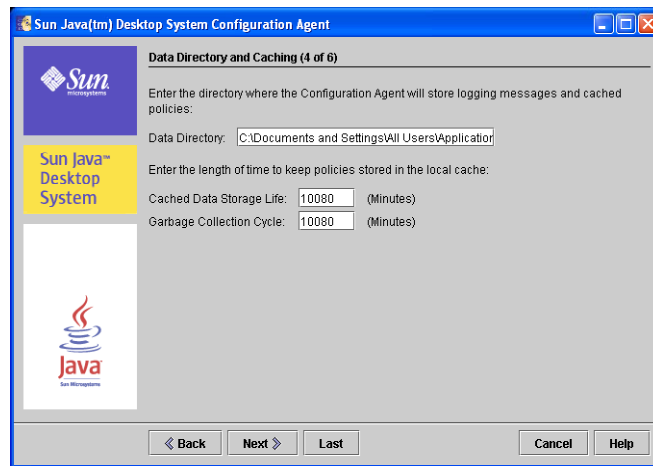 Sun Java(tm) Desktop System Configuration Agent
Sun
microsystems
Sun Java™
Desktop
System
Java
Sun Microsystems
Data Directory and Caching (4 of 6)
Enter the directory where the Configuration Agent will store logging messages and cached
policies:
Data Directory: C:\Documents and Settings\All Users\Application
Enter the length of time to keep policies stored in the local cache:
Cached Data Storage Life: 10080 (Minutes)
Garbage Collection Cycle: 10080 (Minutes)
Back Next Last Cancel Help